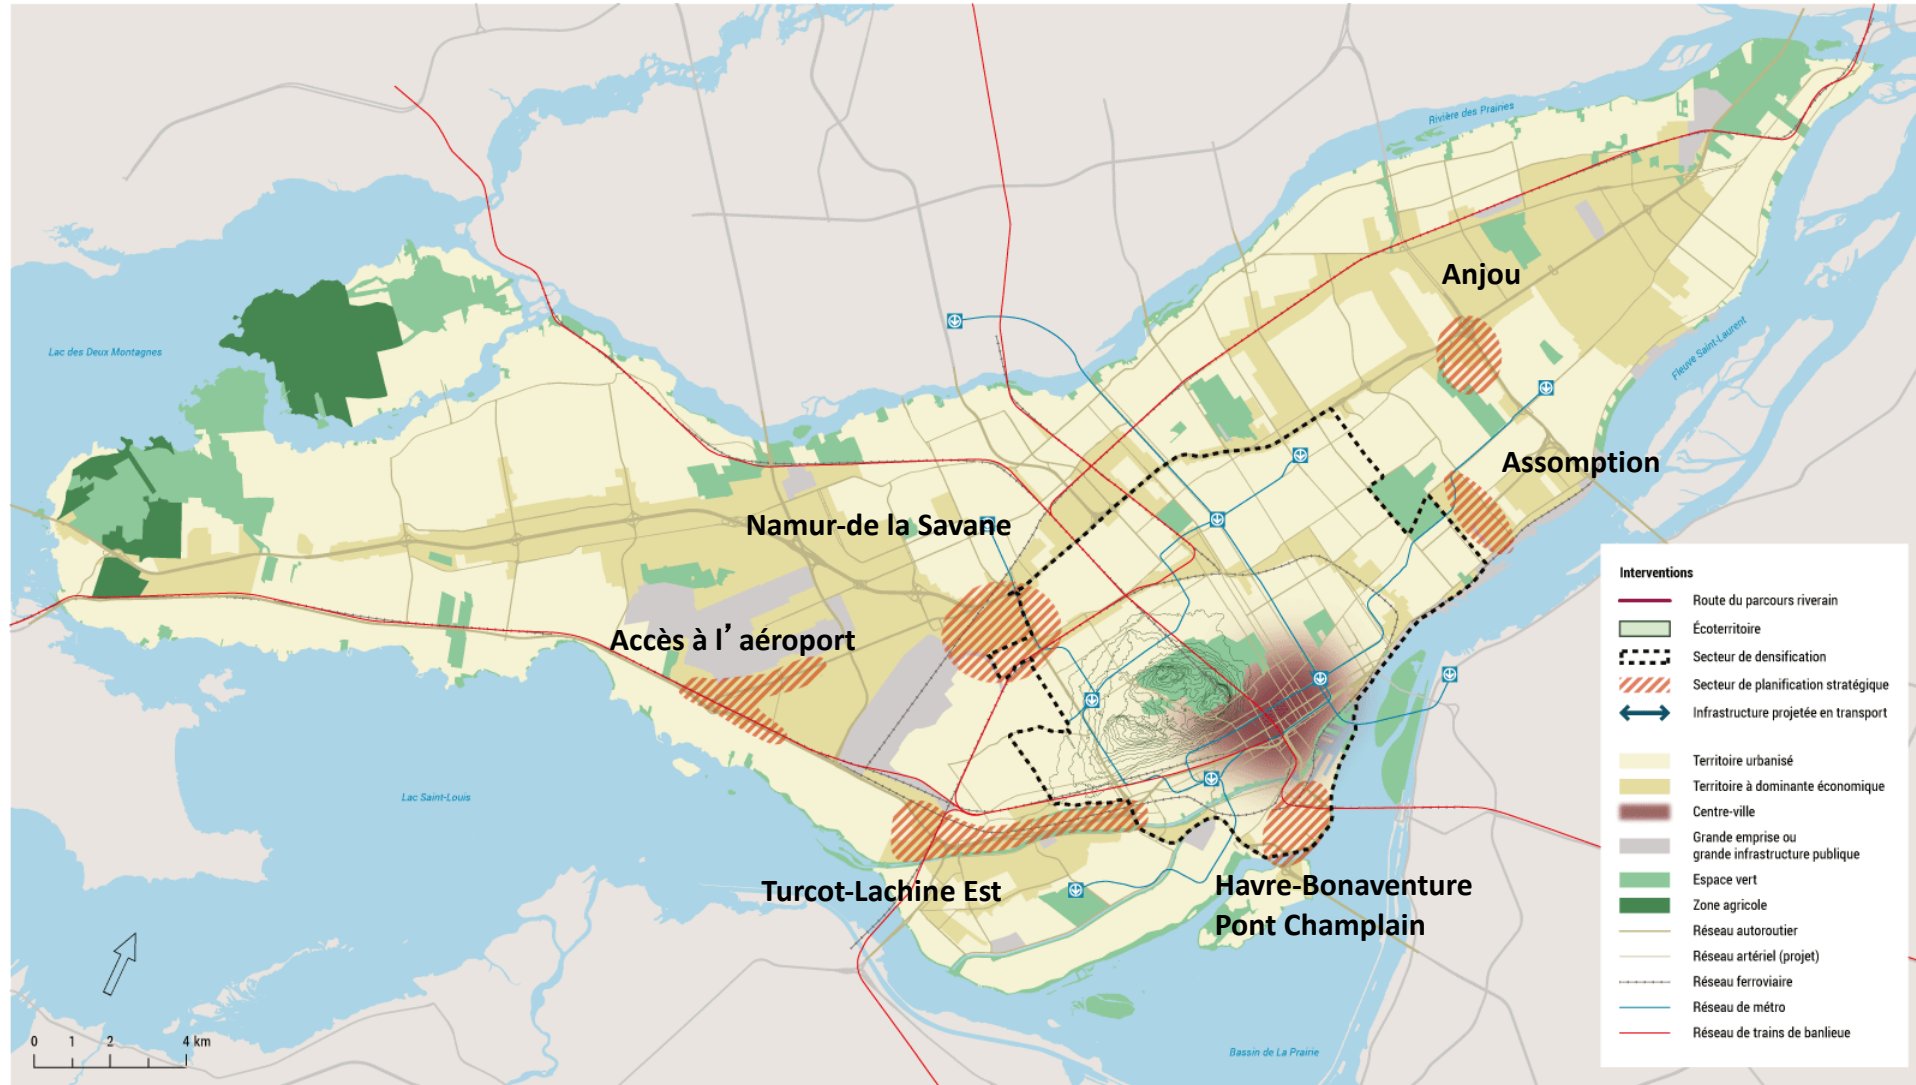 Rivière des Prairies
Anjou
Lac des Deux Montagnes
Fleuve Saint-Laurent
Assomption
Namur-de la Savane
Accès à l’aéroport
Lac Saint-Louis
Turcot-Lachine Est
Havre-Bonaventure
Pont Champlain
Bassin de La Prairie
0 1 2 4 km
Interventions
Route du parcours riverain
Écoterritoire
Secteur de densification
Secteur de planification stratégique
Infrastructure projetée en transport
Territoire urbanisé
Territoire à dominante économique
Centre-ville
Grande emprise ou
grande infrastructure publique
Espace vert
Zone agricole
Réseau autoroutier
Réseau artériel (projet)
Réseau ferroviaire
Réseau de métro
Réseau de trains de banlieue